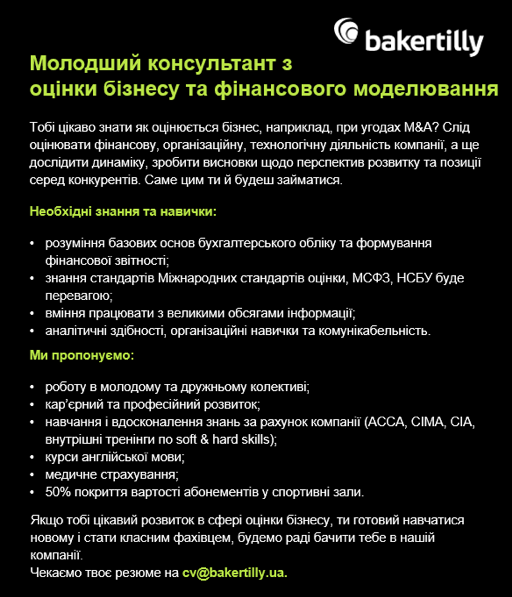 bakertilly
Молодший консультант з
оцінки бізнесу та фінансового моделювання
Тобі цікаво знати як оцінюється бізнес, наприклад, при угодах M&A? Слід
оцінювати фінансову, організаційну, технологічну діяльність компанії, а ще
дослідити динаміку, зробити висновки щодо перспектив розвитку та позиції
серед конкурентів. Саме цим ти й будеш займатися.
Необхідні знання та навички:
• розуміння базових основ бухгалтерського обліку та формування
фінансової звітності;
• знання стандартів Міжнародних стандартів оцінки, МСФЗ, НСБУ буде
перевагою;
• вміння працювати з великими обсягами інформації;
• аналітичні здібності, організаційні навички та комунікабельність.
Ми пропонуємо:
• роботу в молодому та дружньому колективі;
• кар’єрний та професійний розвиток;
• навчання і вдосконалення знань за рахунок компанії (ACCA, CIMA, CIA,
внутрішні тренінги по soft & hard skills);
• курси англійської мови;
• медичне страхування;
• 50% покриття вартості абонементів у спортивні зали.
Якщо тобі цікавий розвиток в сфері оцінки бізнесу, ти готовий навчатися
новому і стати класним фахівцем, будемо раді бачити тебе в нашій
компанії.
Чекаємо твоє резюме на cv@bakertilly.ua.